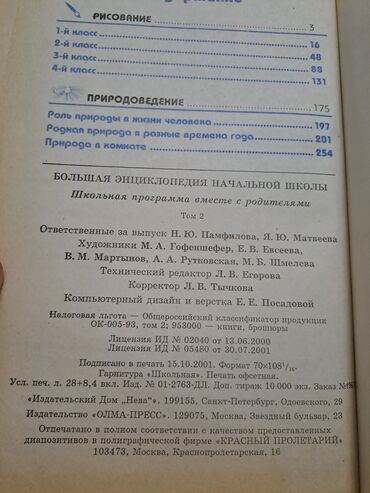 РИСОВАНИЕ 3
1-й класс 16
2-й класс 48
3-й класс 88
4-й класс 131
ПРИРОДОВЕДЕНИЕ 175
Роль природы в жизни человека 197
Родная природа в разные времена года 201
Природа в комнате 254
БОЛЬШАЯ ЭНЦИКЛОПЕДИЯ НАЧАЛЬНОЙ ШКОЛЫ
Школьная программа вместе с родителями
Том 2
Ответственные за выпуск Н. Ю. Памфилова, Я. Ю. Матвеева
Художники М. А. Гофеншефер, Е. В. Евсеева,
В. М. Мартынов, А. А. Рутковская, М. Б. Шмелева
Технический редактор Л. В. Егорова
Корректор Л. В. Тычкова
Компьютерный дизайн и верстка Е. Е. Посадовой
Налоговая льгота — Общероссийский классификатор продукции
ОК-005-93, том 2; 953000 — книги, брошюры
Лицензия ИД № 02040 от 13.06.2000
Лицензия ИД № 05480 от 30.07.2001
Подписано в печать 15.10.2001. Формат 70×108¹/₁₆.
Гарнитура «Школьная». Печать офсетная.
Усл. печ. л. 28+8,4 вкл. Изд. № 01-2763-ДЛ. Доп. тираж 10 000 экз. Заказ №
«Издательский Дом „Нева“». 199155, Санкт-Петербург, Одоевского, 29
Издательство «ОЛМА-ПРЕСС». 129075, Москва, Звездный бульвар, 23
Отпечатано в полном соответствии с качеством предоставленных
диапозитивов в полиграфической фирме «КРАСНЫЙ ПРОЛЕТАРИЙ»
103473, Москва, Краснопролетарская, 16